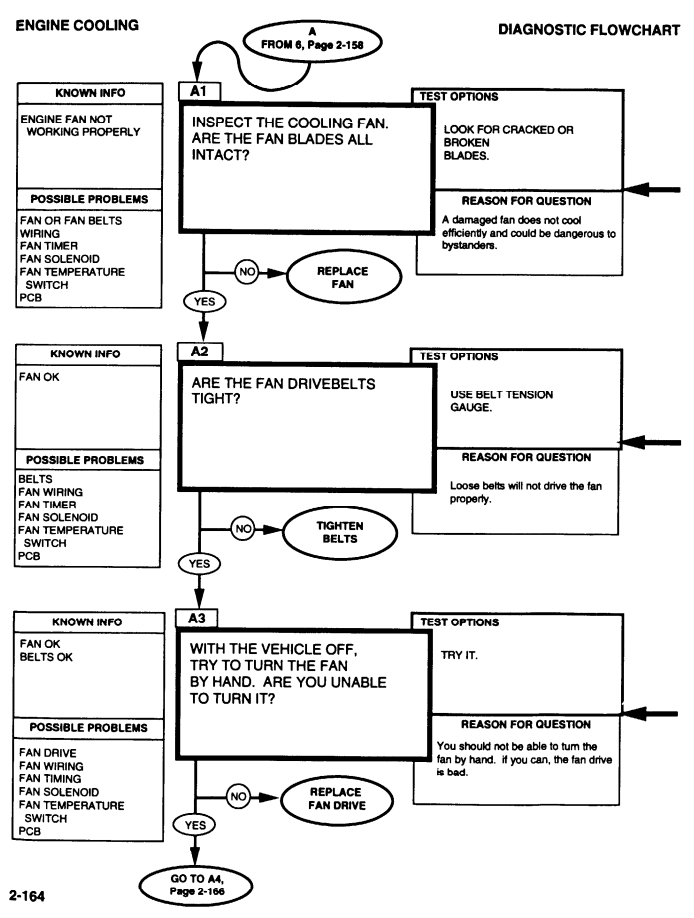 ENGINE COOLING
DIAGNOSTIC FLOWCHART
A
FROM 6, Page 2-158
A1
KNOWN INFO
ENGINE FAN NOT
WORKING PROPERLY
POSSIBLE PROBLEMS
FAN OR FAN BELTS
WIRING
FAN TIMER
FAN SOLENOID
FAN TEMPERATURE
SWITCH
PCB
INSPECT THE COOLING FAN.
ARE THE FAN BLADES ALL
INTACT?
TEST OPTIONS
LOOK FOR CRACKED OR
BROKEN
BLADES.
REASON FOR QUESTION
A damaged fan does not cool
efficiently and could be dangerous to
bystanders.
NO
REPLACE
FAN
YES
A2
KNOWN INFO
FAN OK
POSSIBLE PROBLEMS
BELTS
FAN WIRING
FAN TIMER
FAN SOLENOID
FAN TEMPERATURE
SWITCH
PCB
ARE THE FAN DRIVEBELTS
TIGHT?
TEST OPTIONS
USE BELT TENSION
GAUGE.
REASON FOR QUESTION
Loose belts will not drive the fan
properly.
NO
TIGHTEN
BELTS
YES
A3
KNOWN INFO
FAN OK
BELTS OK
POSSIBLE PROBLEMS
FAN DRIVE
FAN WIRING
FAN TIMING
FAN SOLENOID
FAN TEMPERATURE
SWITCH
PCB
WITH THE VEHICLE OFF,
TRY TO TURN THE FAN
BY HAND. ARE YOU UNABLE
TO TURN IT?
TEST OPTIONS
TRY IT.
REASON FOR QUESTION
You should not be able to turn the
fan by hand. if you can, the fan drive
is bad.
NO
REPLACE
FAN DRIVE
YES
GO TO A4,
Page 2-166
2-164